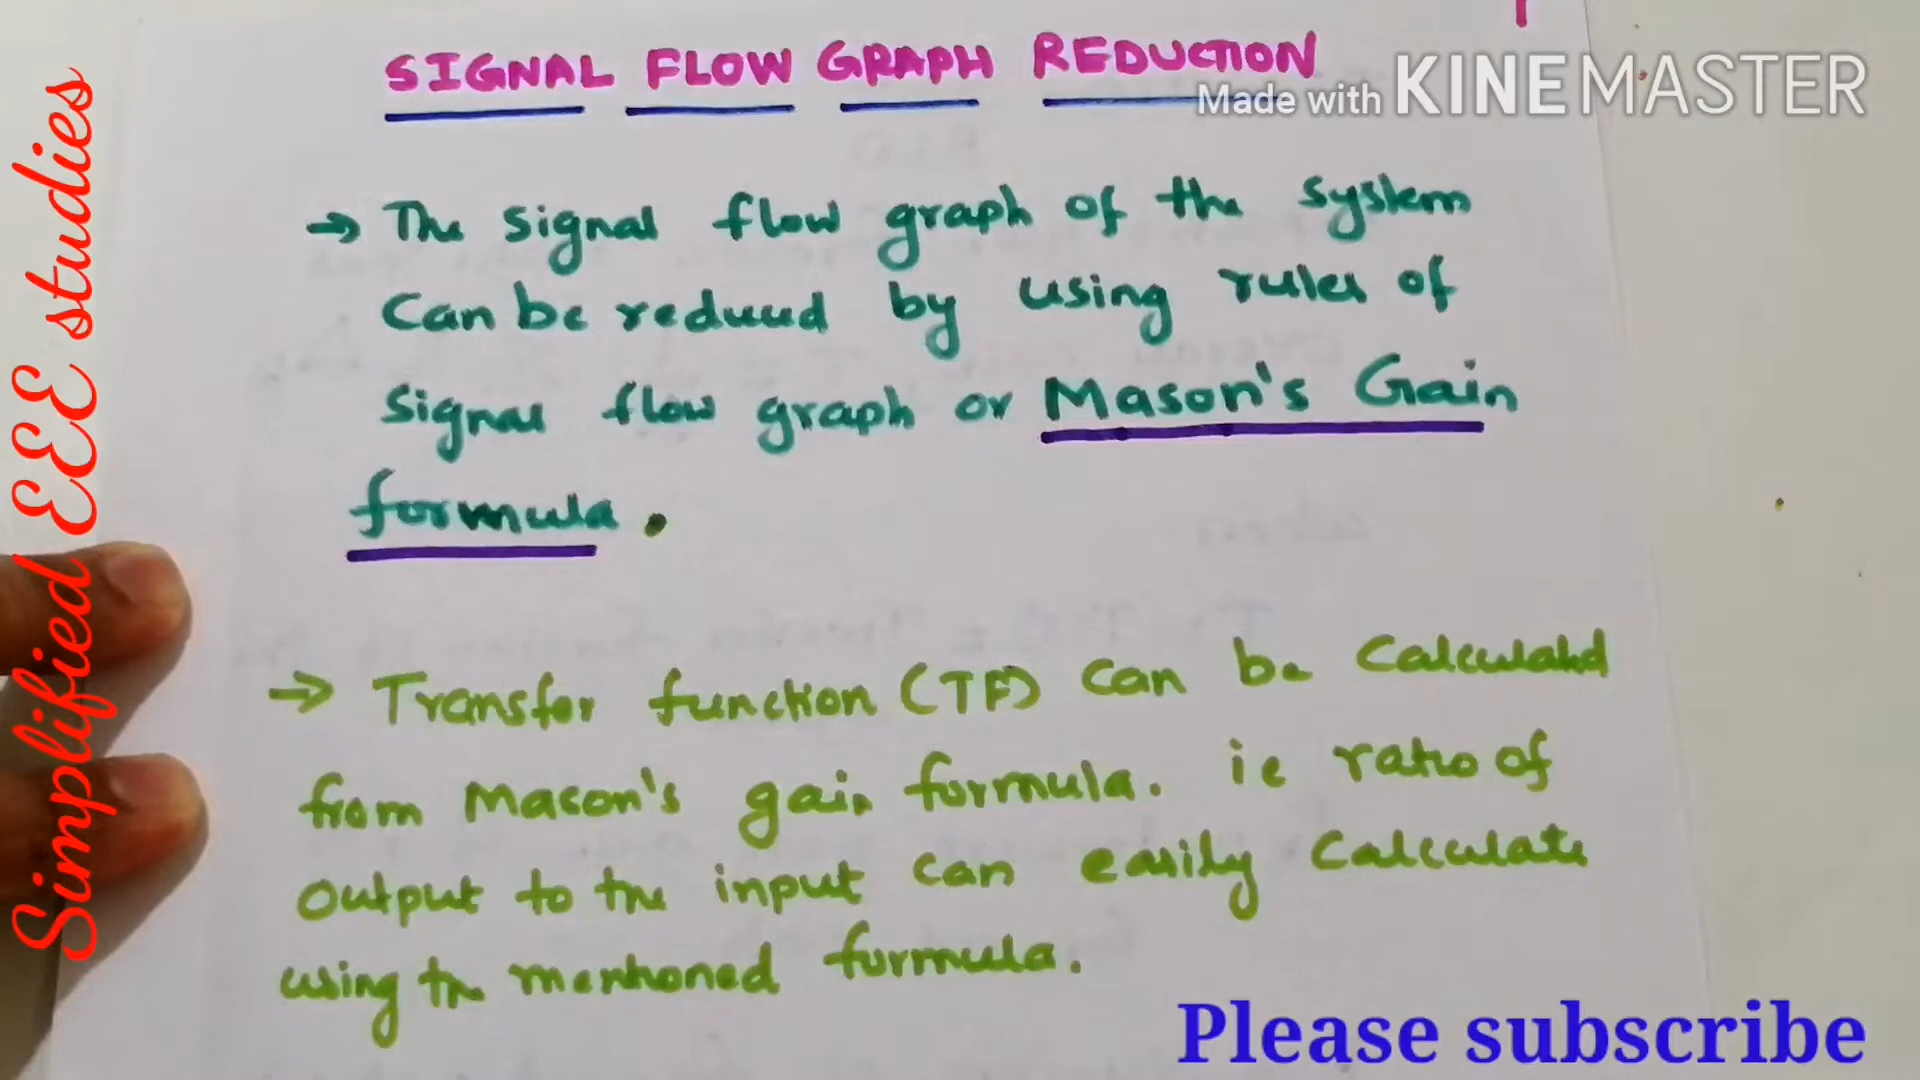 SIGNAL FLOW GRAPH REDUCTION
Made with KINEMASTER
→ The signal flow graph of the system
Can be reduced by using rules of
signal flow graph or Mason's Gain
formula.
→ Transfer function (TF) can be Calculated
from Mason's gain formula. ie ratio of
output to the input can easily Calculate
using the mentioned formula.
Simplified EEE studies
Please subscribe